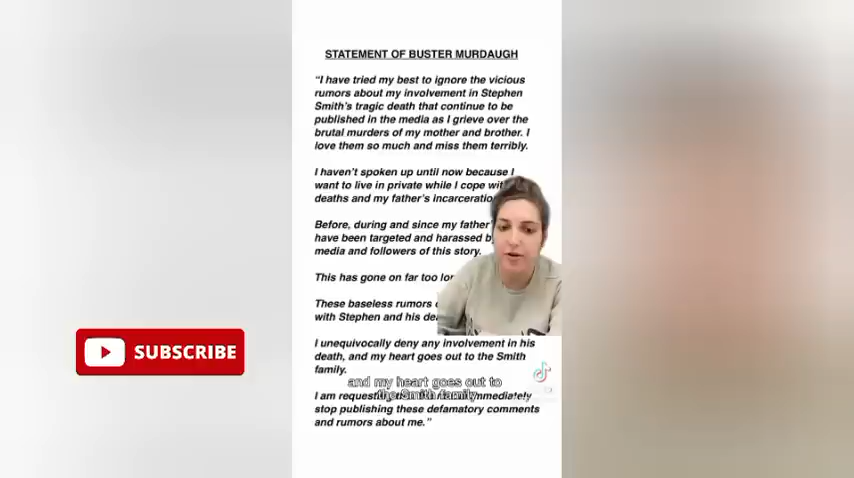 STATEMENT OF BUSTER MURDAUGH
“I have tried my best to ignore the vicious
rumors about my involvement in Stephen
Smith’s tragic death that continue to be
published in the media as I grieve over the
brutal murders of my mother and brother. I
love them so much and miss them terribly.
I haven’t spoken up until now because I
want to live in private while I cope
deaths and my father’s
Before, during and since my
have been targeted and harassed
media and followers of this story.
This has gone on far too
These baseless rumors
with Stephen and his
I unequivocally deny any involvement in his
death, and my heart goes out to the Smith
family.
and my heart goes out to
the Smith family
I am immediately
stop publishing these defamatory comments
and rumors about me.”
SUBSCRIBE